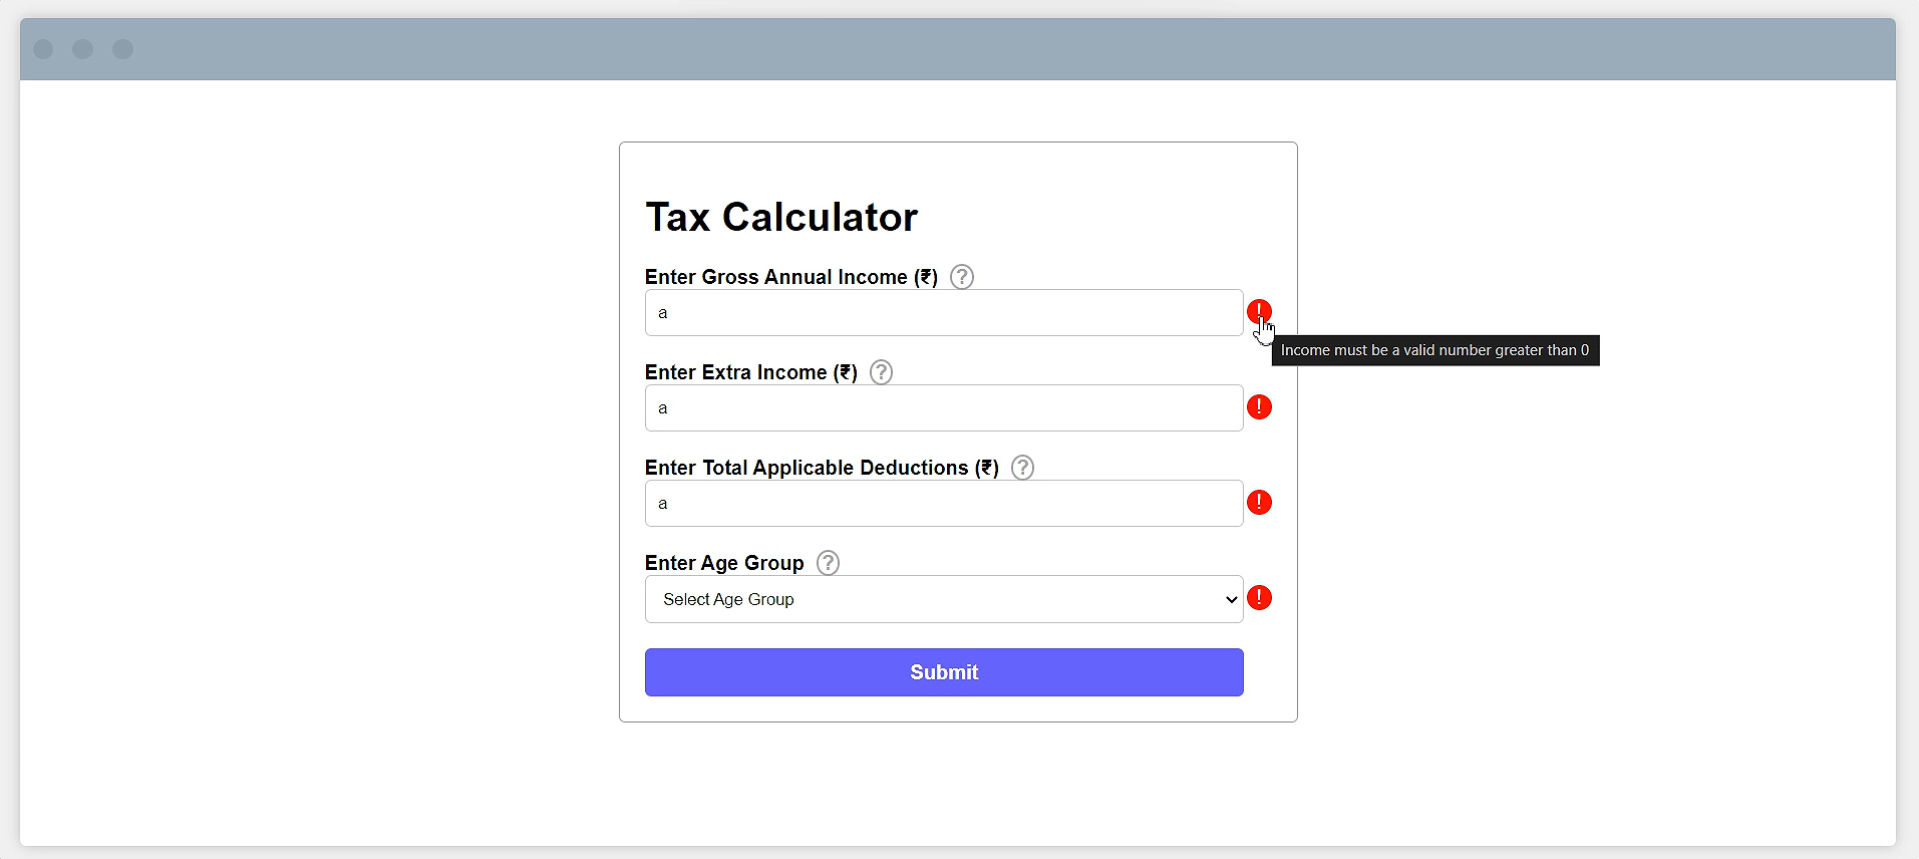 Tax Calculator
Enter Gross Annual Income (₹) ?
a !
Income must be a valid number greater than 0
Enter Extra Income (₹) ?
a !
Enter Total Applicable Deductions (₹) ?
a !
Enter Age Group ?
Select Age Group !
Submit